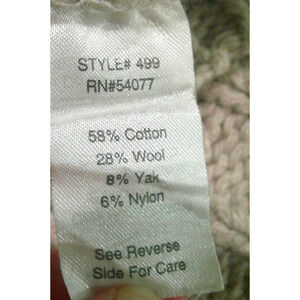 STYLE# 499
RN#54077
58% Cotton
28% Wool
8% Yak
6% Nylon
See Reverse
Side For Care